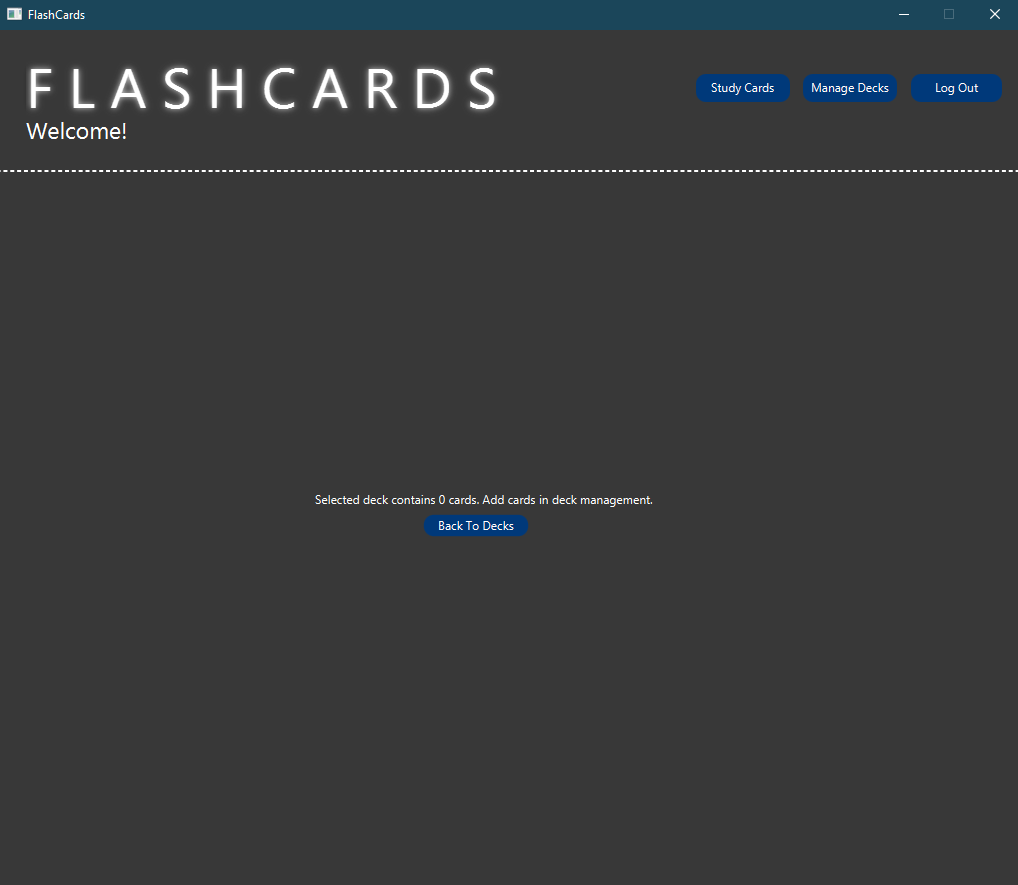 FlashCards
FLASHCARDS
Welcome!
Study Cards
Manage Decks
Log Out
Selected deck contains 0 cards. Add cards in deck management.
Back To Decks